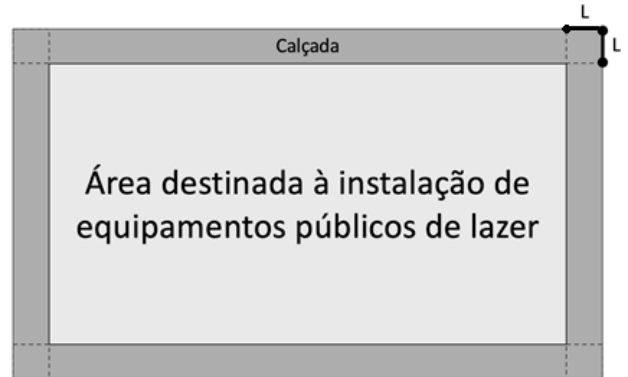 L
Calçada
L
Área destinada à instalação de
equipamentos públicos de lazer